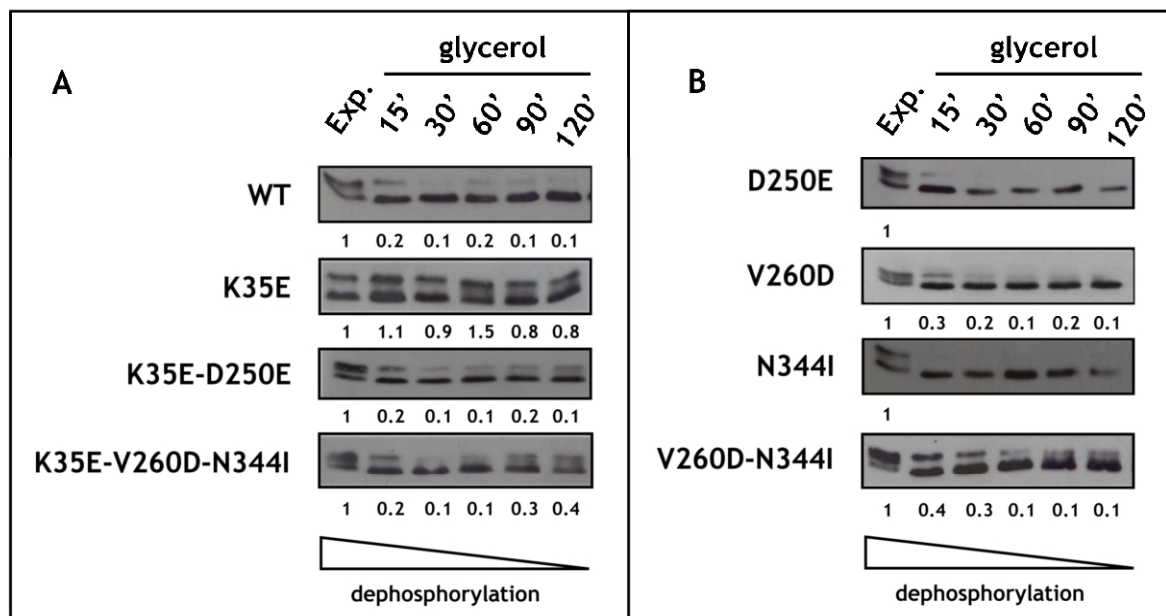 A
glycerol
Exp. 15’ 30’ 60’ 90’ 120’
WT
1 0.2 0.1 0.2 0.1 0.1
K35E
1 1.1 0.9 1.5 0.8 0.8
K35E-D250E
1 0.2 0.1 0.1 0.2 0.1
K35E-V260D-N344I
1 0.2 0.1 0.1 0.3 0.4
dephosphorylation
B
glycerol
Exp. 15’ 30’ 60’ 90’ 120’
D250E
1
V260D
1 0.3 0.2 0.1 0.2 0.1
N344I
1
V260D-N344I
1 0.4 0.3 0.1 0.1 0.1
dephosphorylation